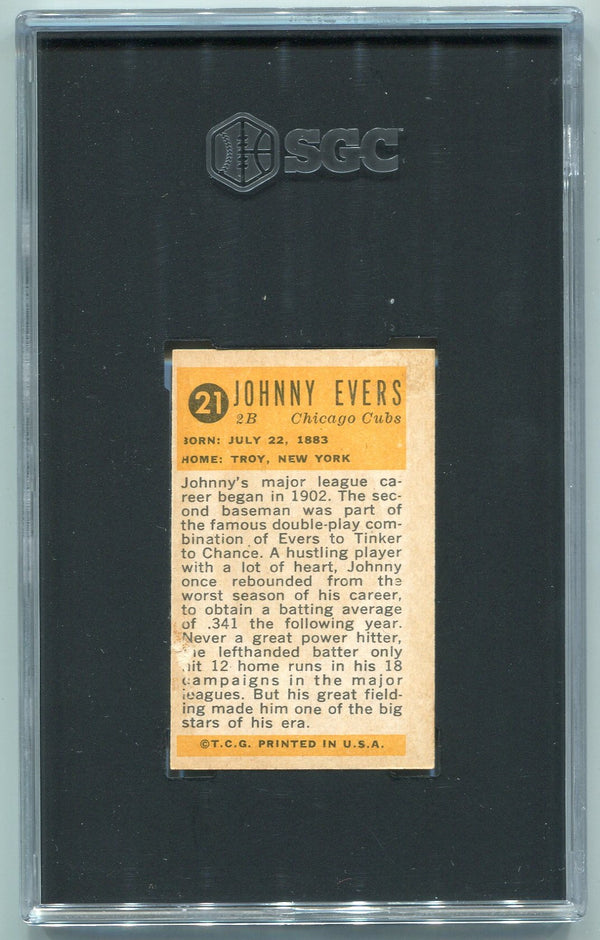 SGC
21 JOHNNY EVERS
2B Chicago Cubs
BORN: JULY 22, 1883
HOME: TROY, NEW YORK
Johnny's major league ca-
reer began in 1902. The sec-
ond baseman was part of
the famous double-play com-
bination of Evers to Tinker
to Chance. A hustling player
with a lot of heart, Johnny
once rebounded from the
worst season of his career,
to obtain a batting average
of .341 the following year.
Never a great power hitter,
the lefthanded batter only
hit 12 home runs in his 18
campaigns in the major
leagues. But his great field-
ing made him one of the big
stars of his era.
©T.C.G. PRINTED IN U.S.A.